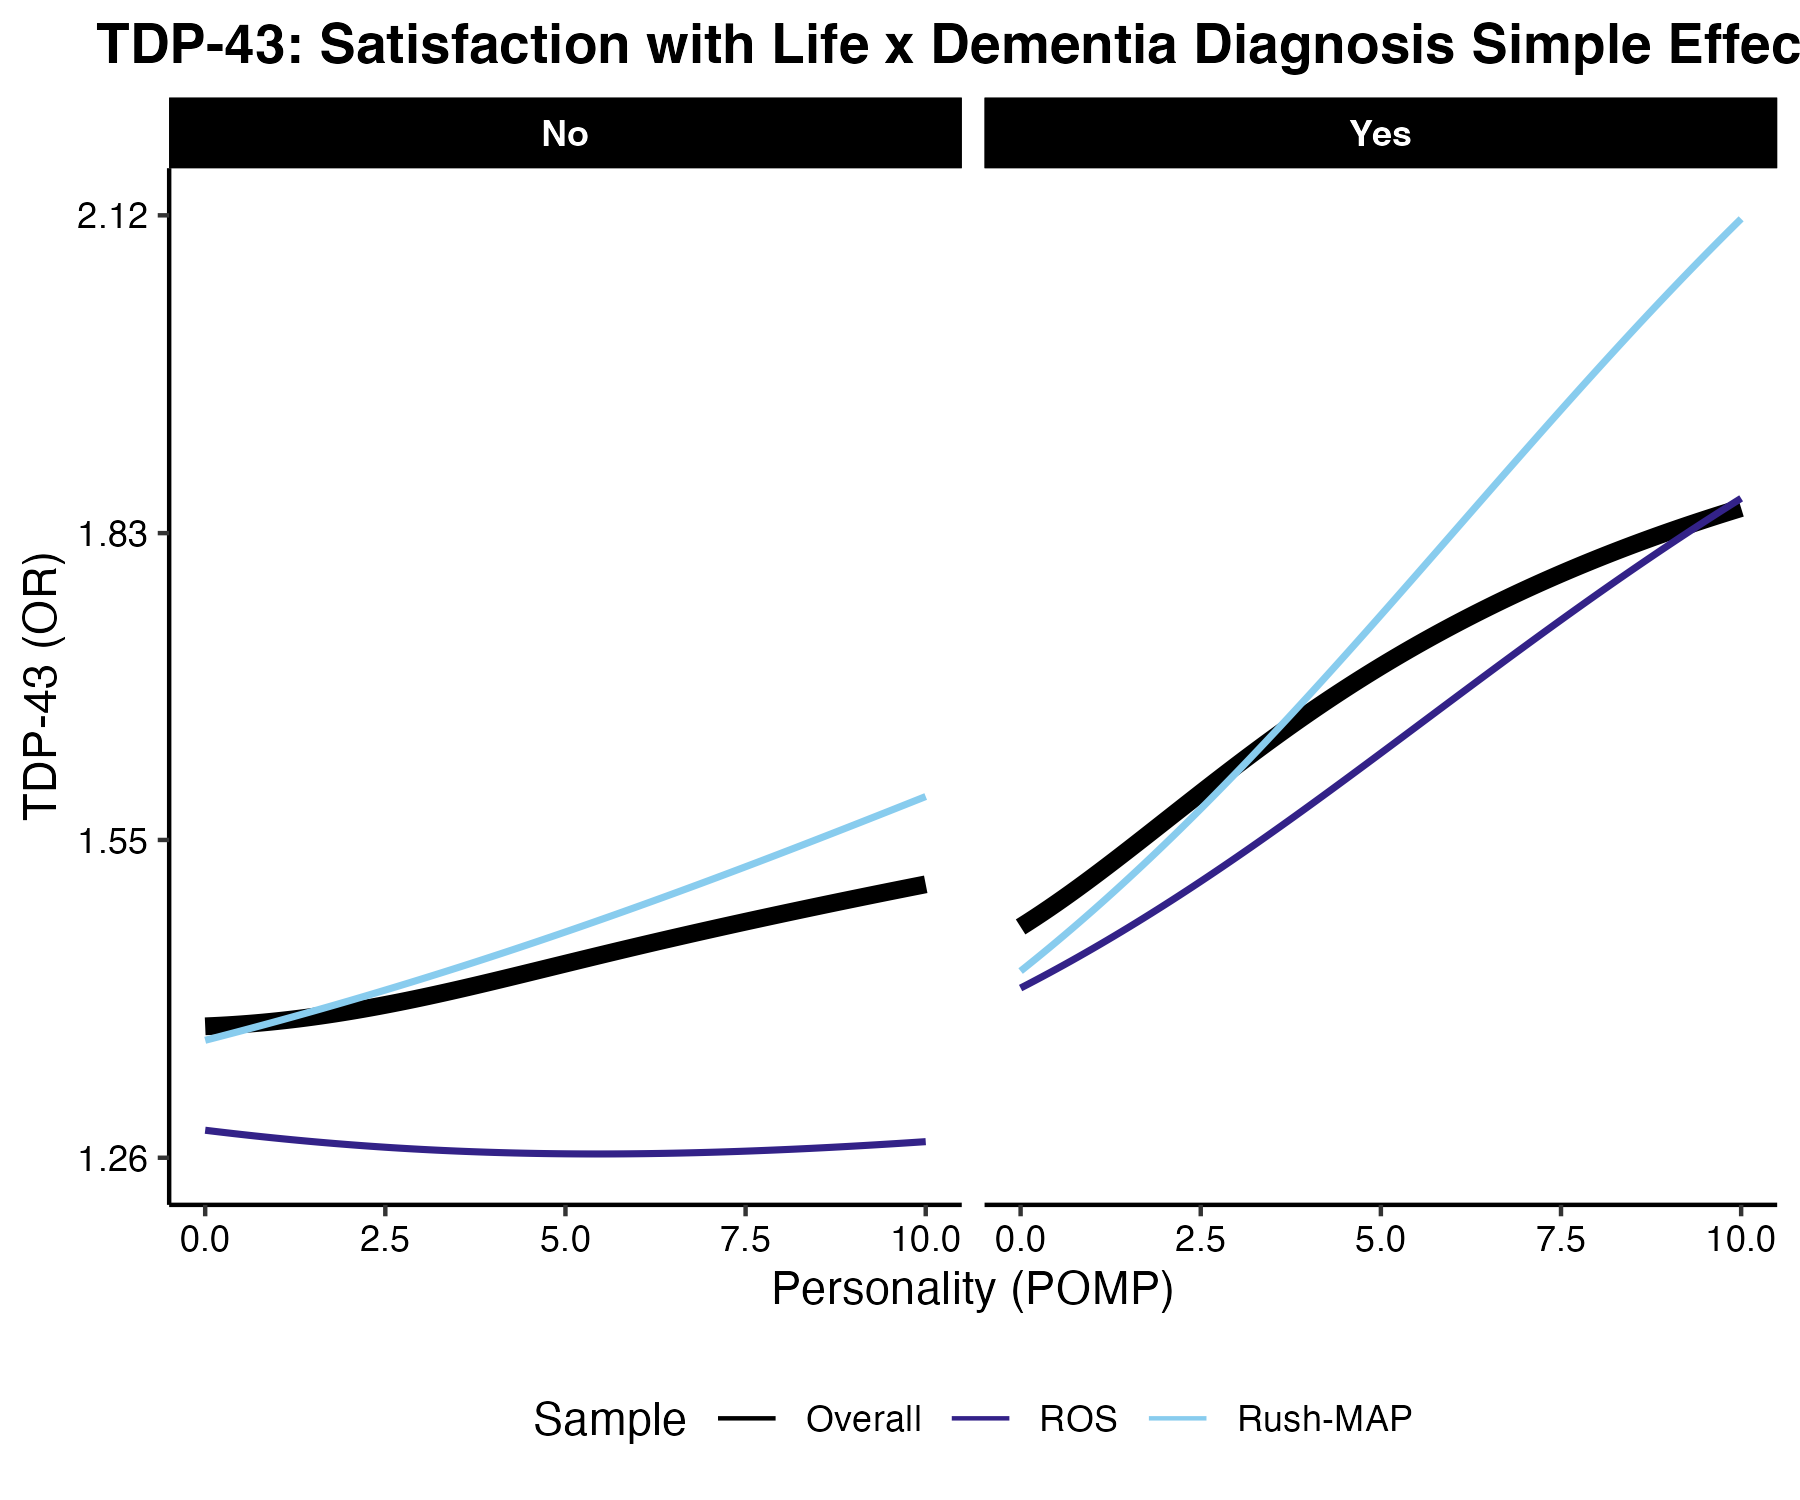 TDP-43: Satisfaction with Life x Dementia Diagnosis Simple Effec
No
Yes
2.12
1.83
1.55
1.26
TDP-43 (OR)
0.0 2.5 5.0 7.5 10.0 0.0 2.5 5.0 7.5 10.0
Personality (POMP)
Sample Overall ROS Rush-MAP